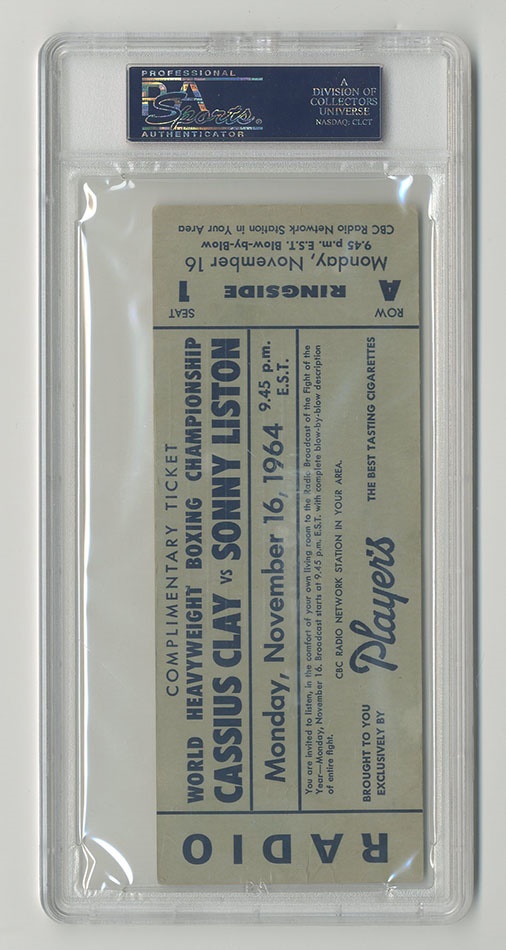 PROFESSIONAL
PSA
Sports®
AUTHENTICATOR
A
DIVISION OF
COLLECTORS
UNIVERSE
NASDAQ: CLCT
COMPLIMENTARY TICKET
WORLD HEAVYWEIGHT BOXING CHAMPIONSHIP
CASSIUS CLAY vs SONNY LISTON
Monday, November 16, 1964 9.45 p.m. E.S.T.
You are invited to listen, in the comfort of your own living room to the Radio Broadcast of the Fight of the
Year—Monday, November 16. Broadcast starts at 9.45 p.m. E.S.T. with complete blow-by-blow description
of entire fight.
CBC RADIO NETWORK STATION IN YOUR AREA.
BROUGHT TO YOU
EXCLUSIVELY BY
Player's
THE BEST TASTING CIGARETTES
RADIO
ROW
A
RINGSIDE
SEAT
1
Monday, November 16
9.45 p.m. E.S.T. Blow-by-Blow
CBC Radio Network Station in Your Area